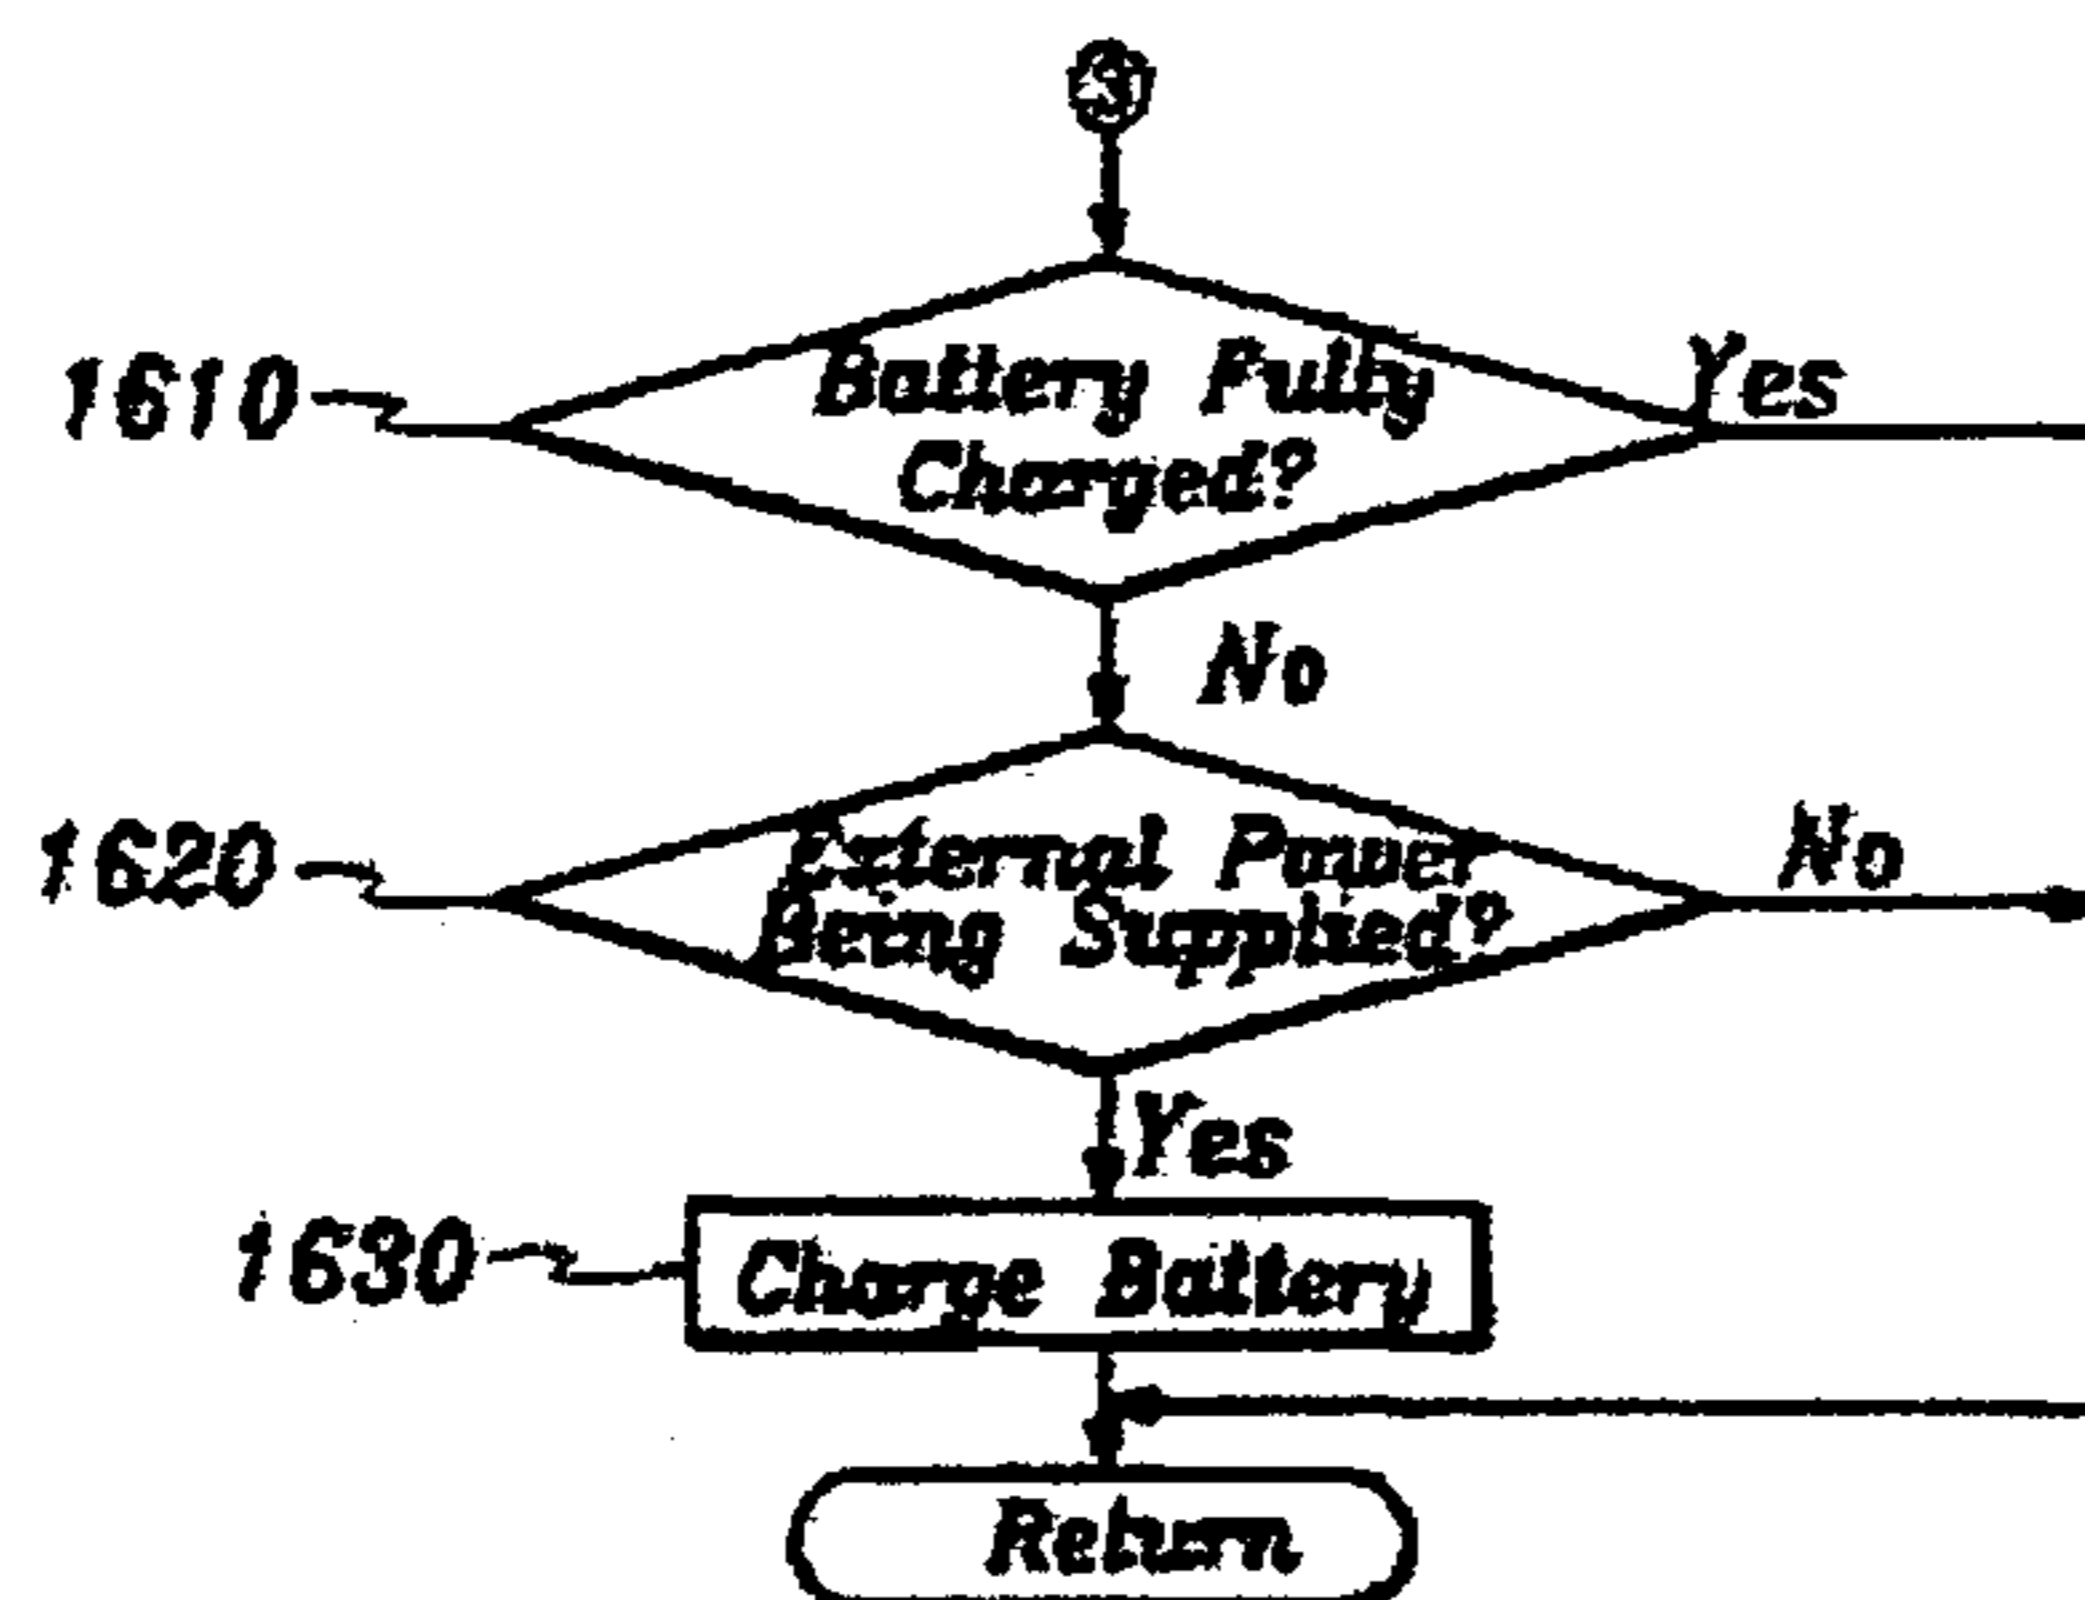 1610
Battery Fully
Charged?
Yes
No
1620
External Power
Being Supplied?
No
Yes
1630
Charge Battery
Return